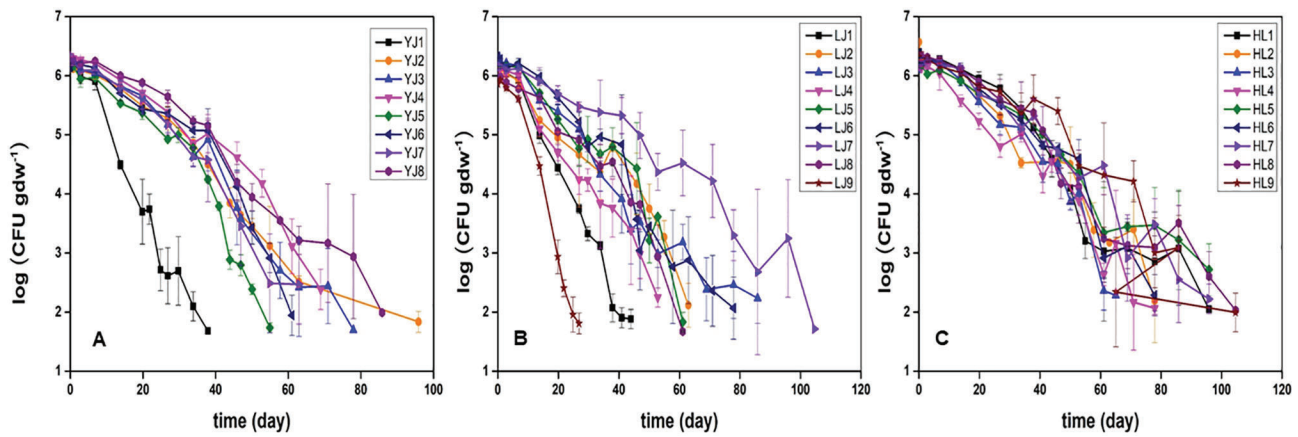 7
6
5
4
3
2
1
log (CFU gdw⁻¹)
0
20
40
60
80
100
time (day)
A
YJ1
YJ2
YJ3
YJ4
YJ5
YJ6
YJ7
YJ8
7
6
5
4
3
2
1
log (CFU gdw⁻¹)
0
20
40
60
80
100
120
time (day)
B
LJ1
LJ2
LJ3
LJ4
LJ5
LJ6
LJ7
LJ8
LJ9
7
6
5
4
3
2
1
log (CFU gdw⁻¹)
0
20
40
60
80
100
120
time (day)
C
HL1
HL2
HL3
HL4
HL5
HL6
HL7
HL8
HL9